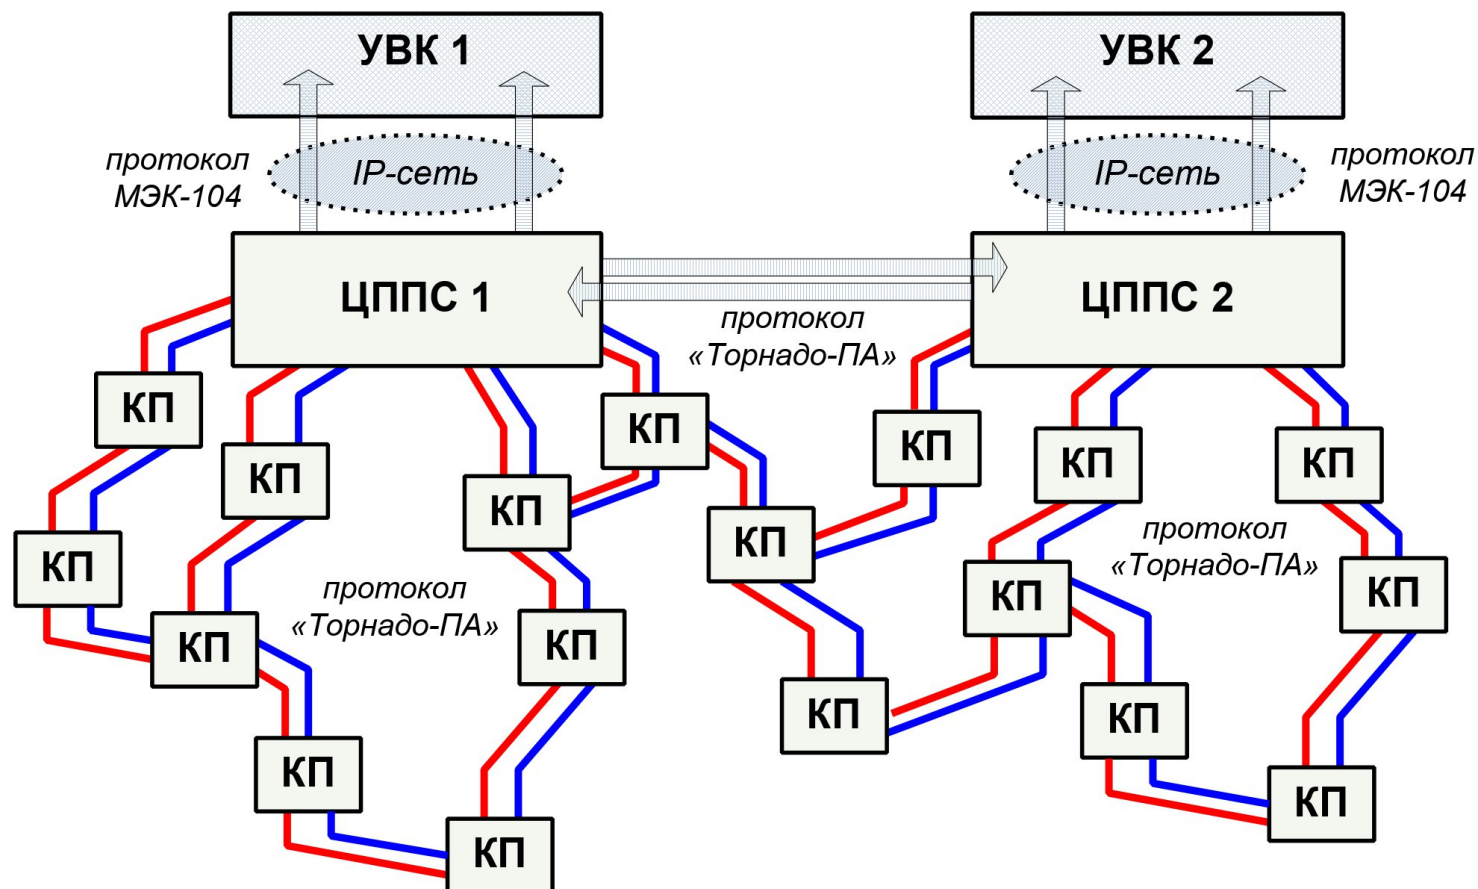 УВК 1
УВК 2
протокол
МЭК-104
IP-сеть
IP-сеть
протокол
МЭК-104
ЦППС 1
ЦППС 2
протокол
«Торнадо-ПА»
КП
КП
КП
КП
КП
КП
КП
КП
КП
КП
протокол
«Торнадо-ПА»
КП
КП
КП
протокол
«Торнадо-ПА»
КП
КП
КП
КП
КП
КП
КП